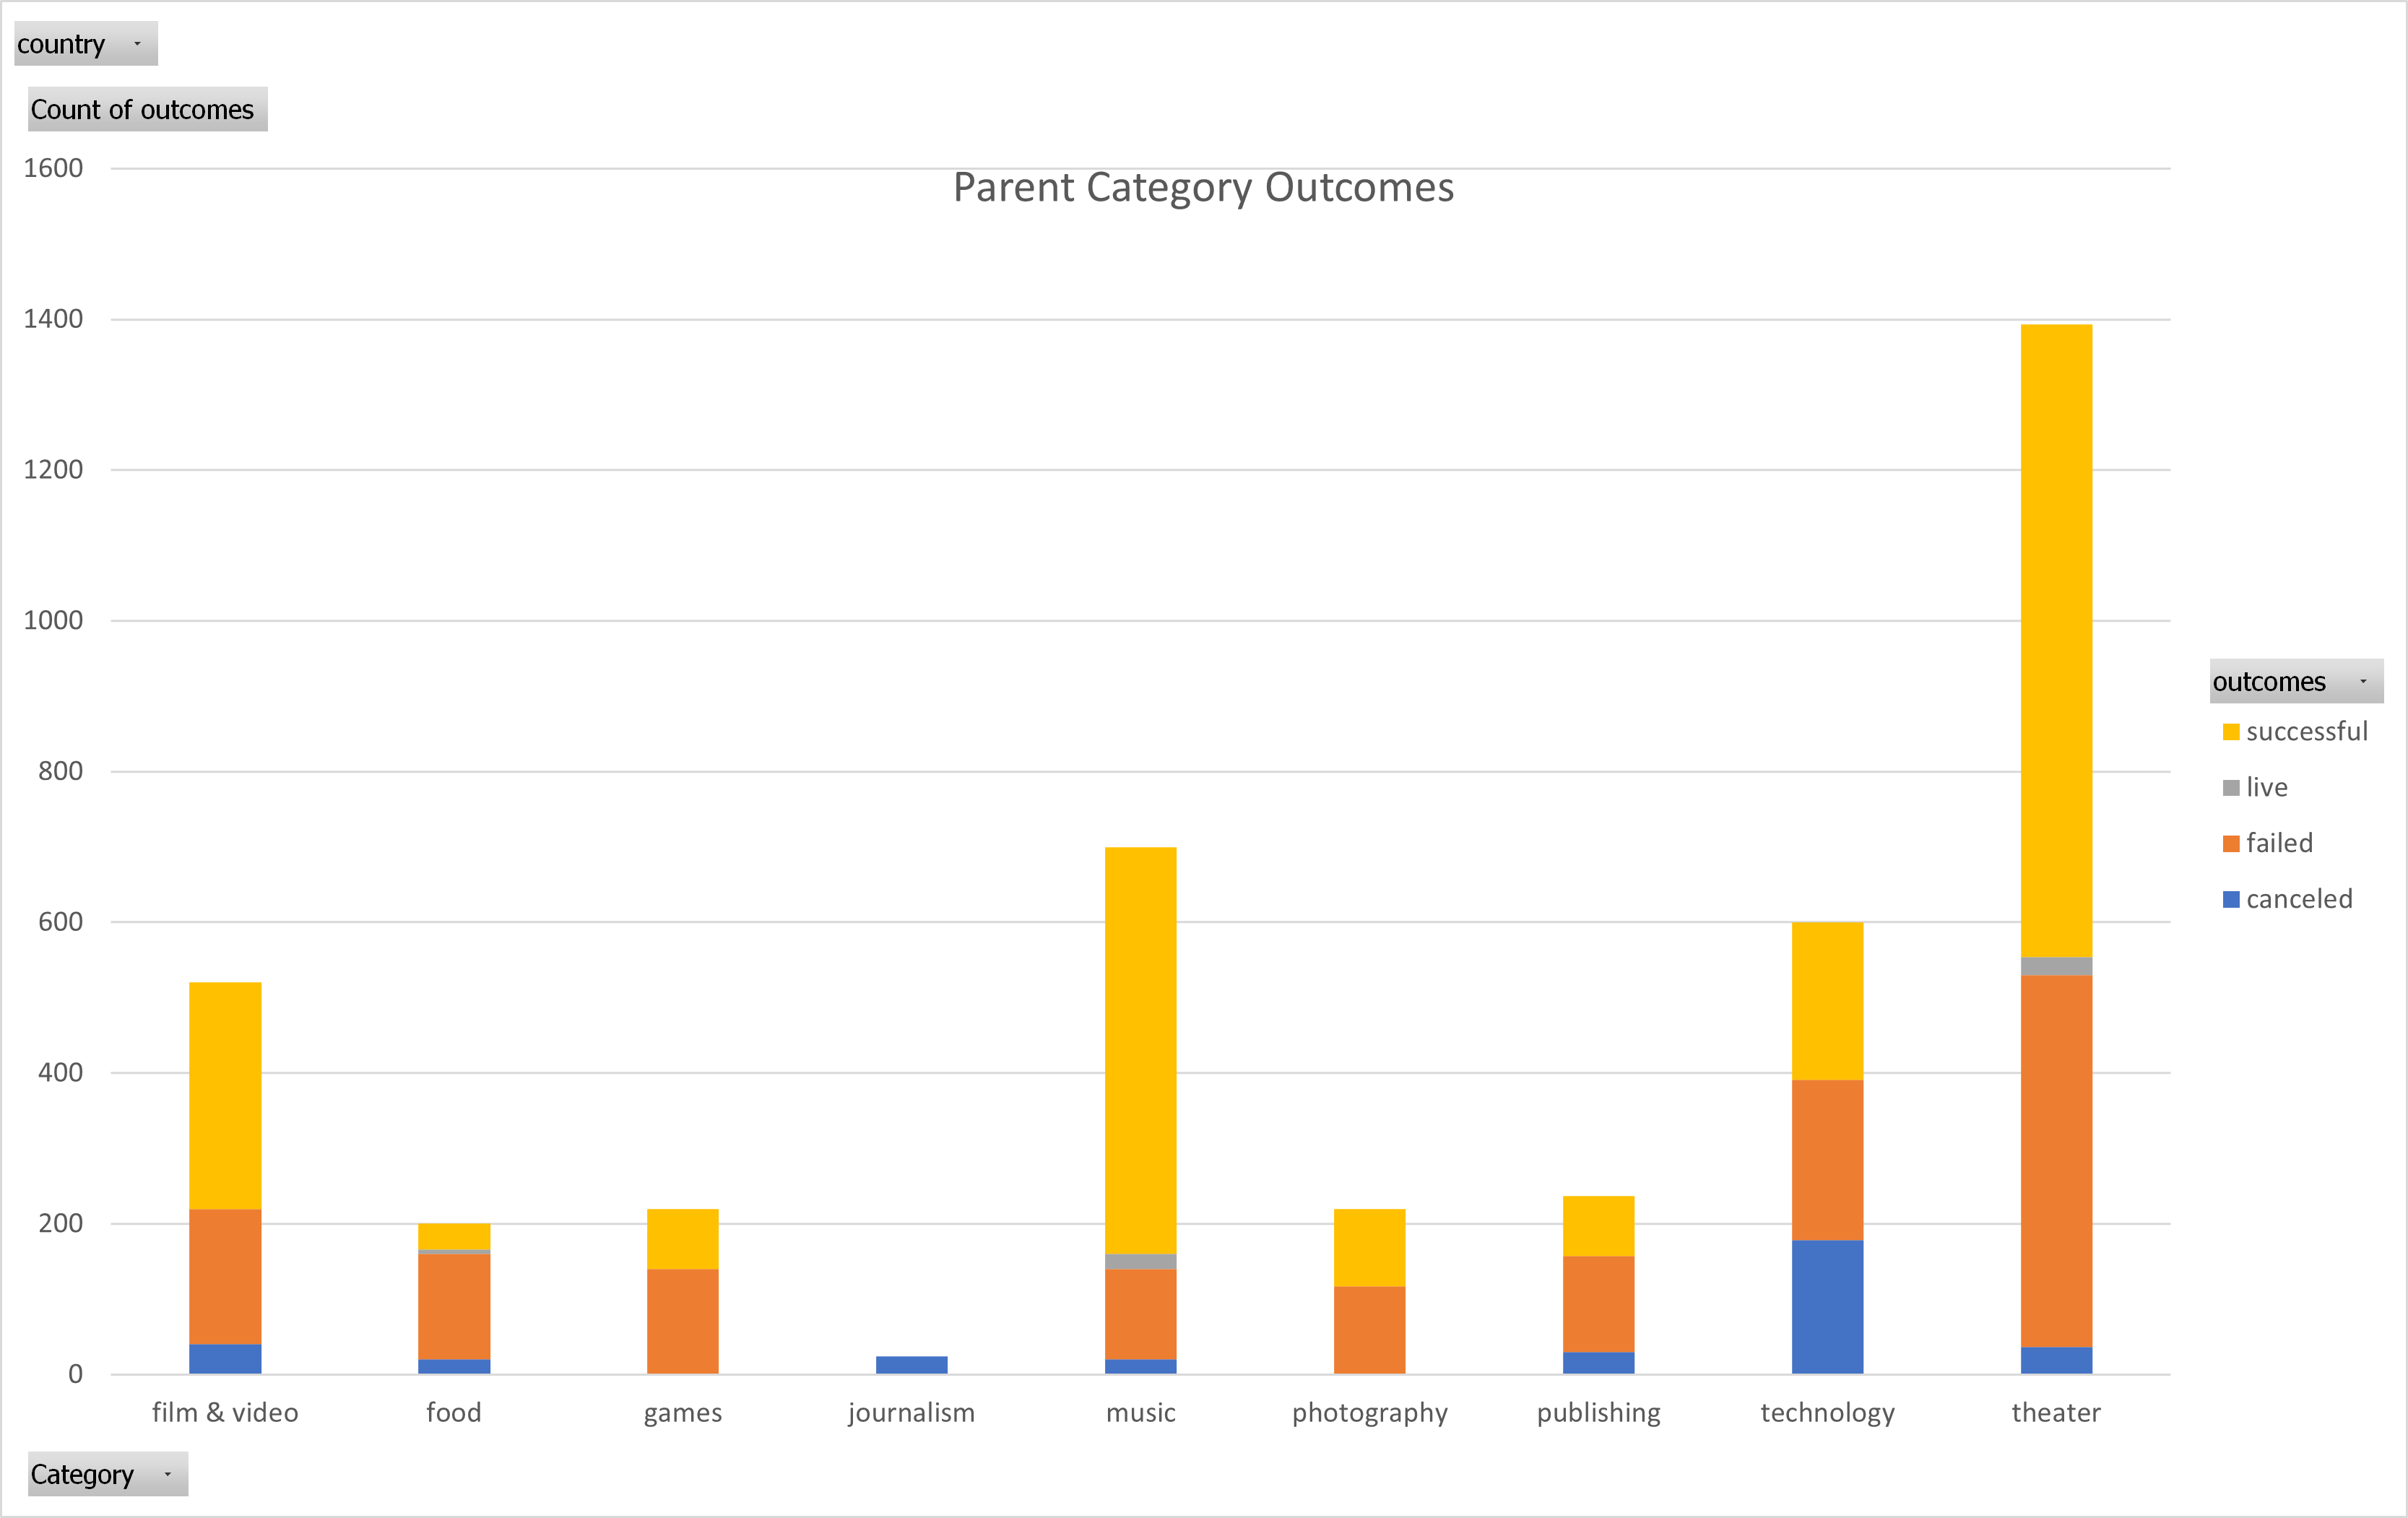 country
Count of outcomes
Parent Category Outcomes
1600
1400
1200
1000
800
600
400
200
0
film & video
food
games
journalism
music
photography
publishing
technology
theater
outcomes
successful
live
failed
canceled
Category